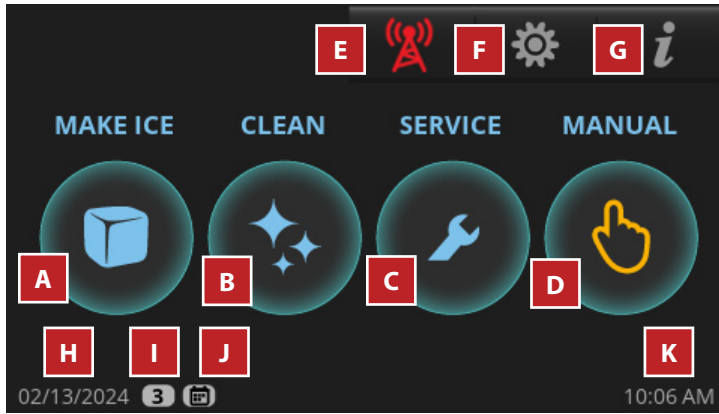 E F G i
MAKE ICE CLEAN SERVICE MANUAL
A B C D
H I J K
02/13/2024 3 10:06 AM